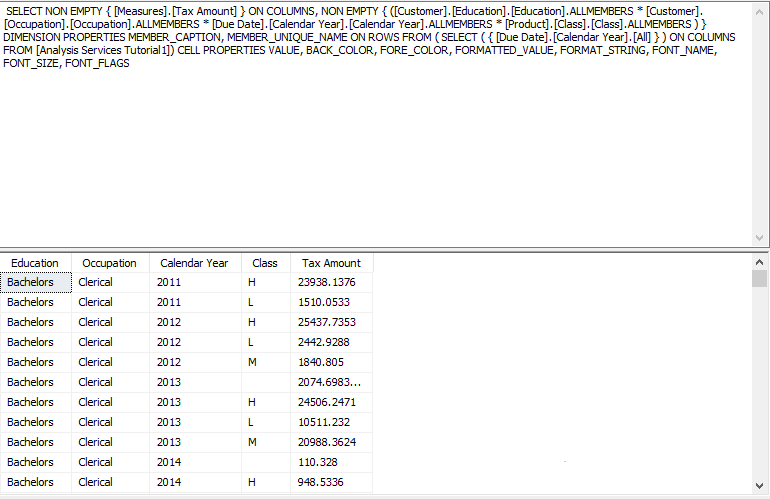 SELECT NON EMPTY { [Measures].[Tax Amount] } ON COLUMNS, NON EMPTY { ([Customer].[Education].[Education].ALLMEMBERS * [Customer].
[Occupation].[Occupation].ALLMEMBERS * [Due Date].[Calendar Year].[Calendar Year].ALLMEMBERS * [Product].[Class].[Class].ALLMEMBERS ) }
DIMENSION PROPERTIES MEMBER_CAPTION, MEMBER_UNIQUE_NAME ON ROWS FROM ( SELECT ( { [Due Date].[Calendar Year].[All] } ) ON COLUMNS
FROM [Analysis Services Tutorial1]) CELL PROPERTIES VALUE, BACK_COLOR, FORE_COLOR, FORMATTED_VALUE, FORMAT_STRING, FONT_NAME,
FONT_SIZE, FONT_FLAGS
Education Occupation Calendar Year Class Tax Amount
Bachelors Clerical 2011 H 23938.1376
Bachelors Clerical 2011 L 1510.0533
Bachelors Clerical 2012 H 25437.7353
Bachelors Clerical 2012 L 2442.9288
Bachelors Clerical 2012 M 1840.805
Bachelors Clerical 2013 2074.6983...
Bachelors Clerical 2013 H 24506.2471
Bachelors Clerical 2013 L 10511.232
Bachelors Clerical 2013 M 20988.3624
Bachelors Clerical 2014 110.328
Bachelors Clerical 2014 H 948.5336